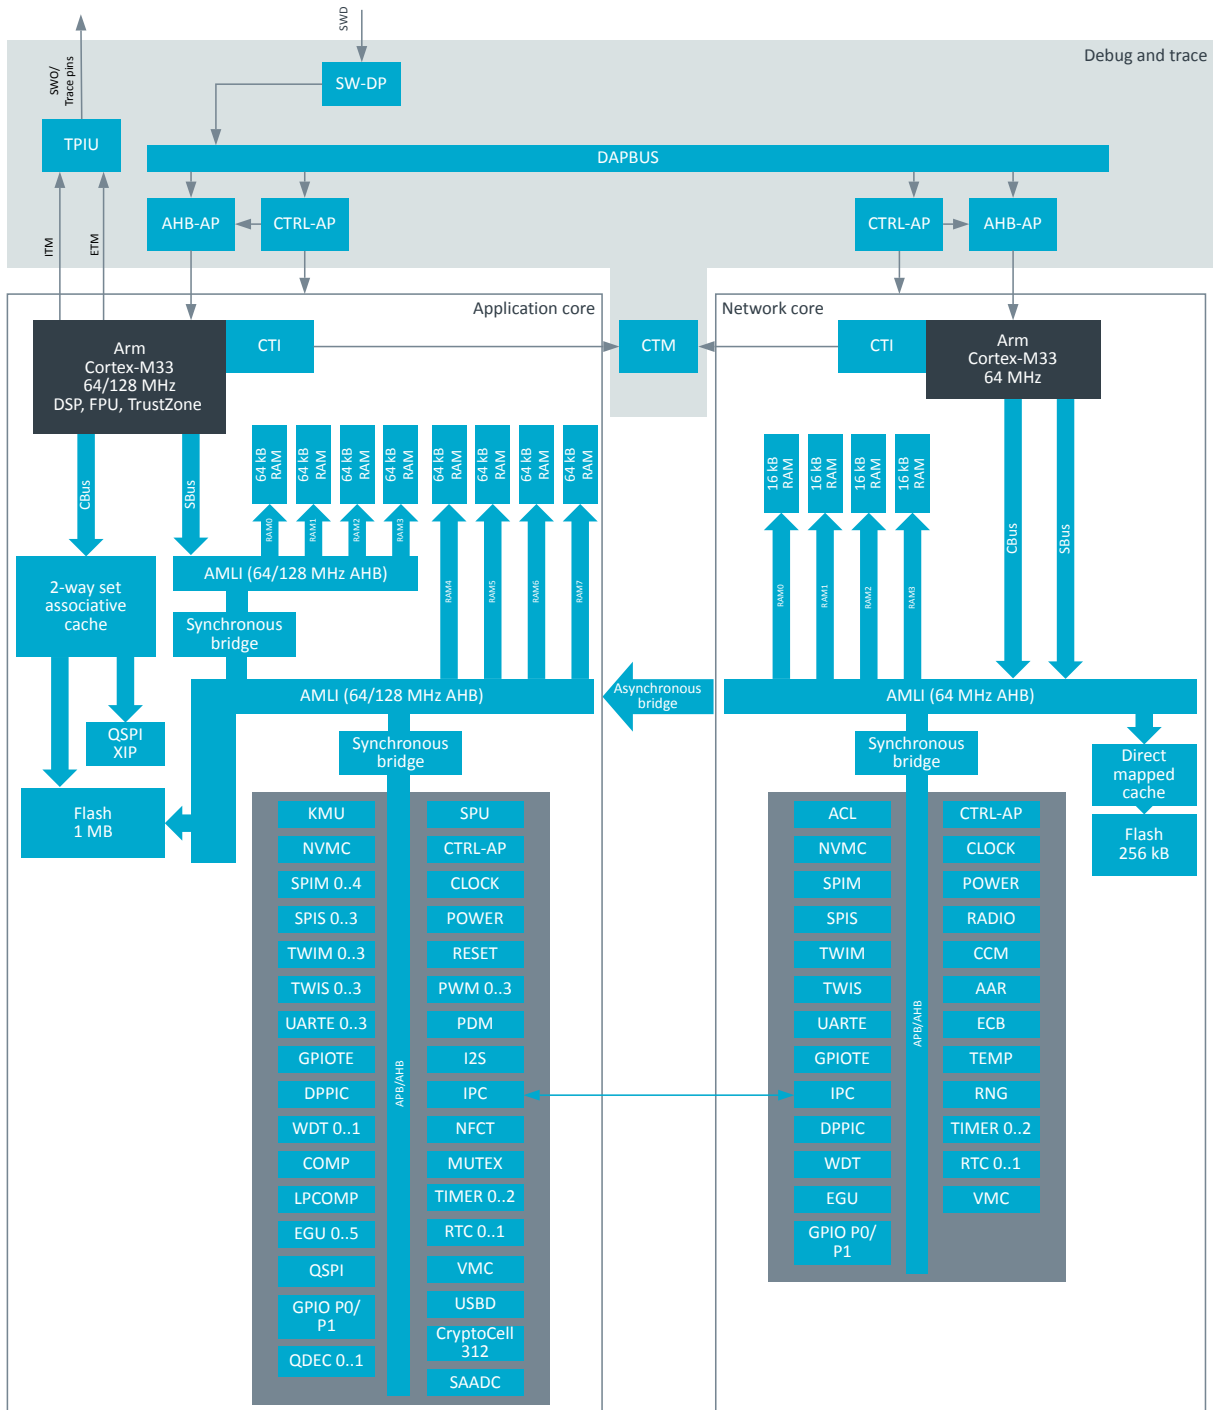 SWD
Debug and trace
SWO/
Trace pins
SW-DP
TPIU
DAPBUS
AHB-AP
CTRL-AP
CTRL-AP
AHB-AP
ITM
ETM
Application core
Network core
Arm
Cortex-M33
64/128 MHz
DSP, FPU, TrustZone
CTI
CTM
CTI
Arm
Cortex-M33
64 MHz
CBus
SBus
64 kB
RAM
64 kB
RAM
64 kB
RAM
64 kB
RAM
64 kB
RAM
64 kB
RAM
64 kB
RAM
64 kB
RAM
16 kB
RAM
16 kB
RAM
16 kB
RAM
16 kB
RAM
CBus
SBus
RAM0
RAM1
RAM2
RAM3
RAM4
RAM5
RAM6
RAM7
RAM0
RAM1
RAM2
RAM3
2-way set
associative
cache
AMLI (64/128 MHz AHB)
Synchronous
bridge
AMLI (64/128 MHz AHB)
Asynchronous
bridge
AMLI (64 MHz AHB)
QSPI
XIP
Synchronous
bridge
Synchronous
bridge
Direct
mapped
cache
Flash
1 MB
Flash
256 kB
KMU
NVMC
SPIM 0..4
SPIS 0..3
TWIM 0..3
TWIS 0..3
UARTE 0..3
GPIOTE
DPPIC
WDT 0..1
COMP
LPCOMP
EGU 0..5
QSPI
GPIO P0/
P1
QDEC 0..1
APB/AHB
SPU
CTRL-AP
CLOCK
POWER
RESET
PWM 0..3
PDM
I2S
IPC
NFCT
MUTEX
TIMER 0..2
RTC 0..1
VMC
USBD
CryptoCell
312
SAADC
ACL
NVMC
SPIM
SPIS
TWIM
TWIS
UARTE
GPIOTE
IPC
DPPIC
WDT
EGU
GPIO P0/
P1
APB/AHB
CTRL-AP
CLOCK
POWER
RADIO
CCM
AAR
ECB
TEMP
RNG
TIMER 0..2
RTC 0..1
VMC